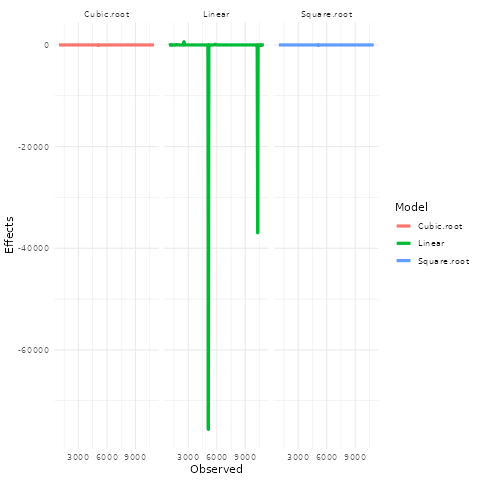 Cubic.root Linear Square.root
0
-20000
-40000
-60000
Effects
3000 6000 9000 3000 6000 9000 3000 6000 9000
Observed
Model
Cubic.root
Linear
Square.root